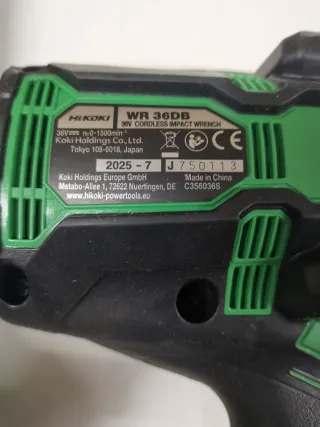 HiKOKI WR 36DB
36V CORDLESS IMPACT WRENCH
36V⎓ n₀0-1500min⁻¹
Koki Holdings Co., Ltd.
Tokyo 108-6018, Japan
CE
2025 - 7 J750113
Koki Holdings Europe GmbH Made in China
Metabo-Allee 1, 72622 Nuertingen, DE C356036S
www.hikoki-powertools.eu